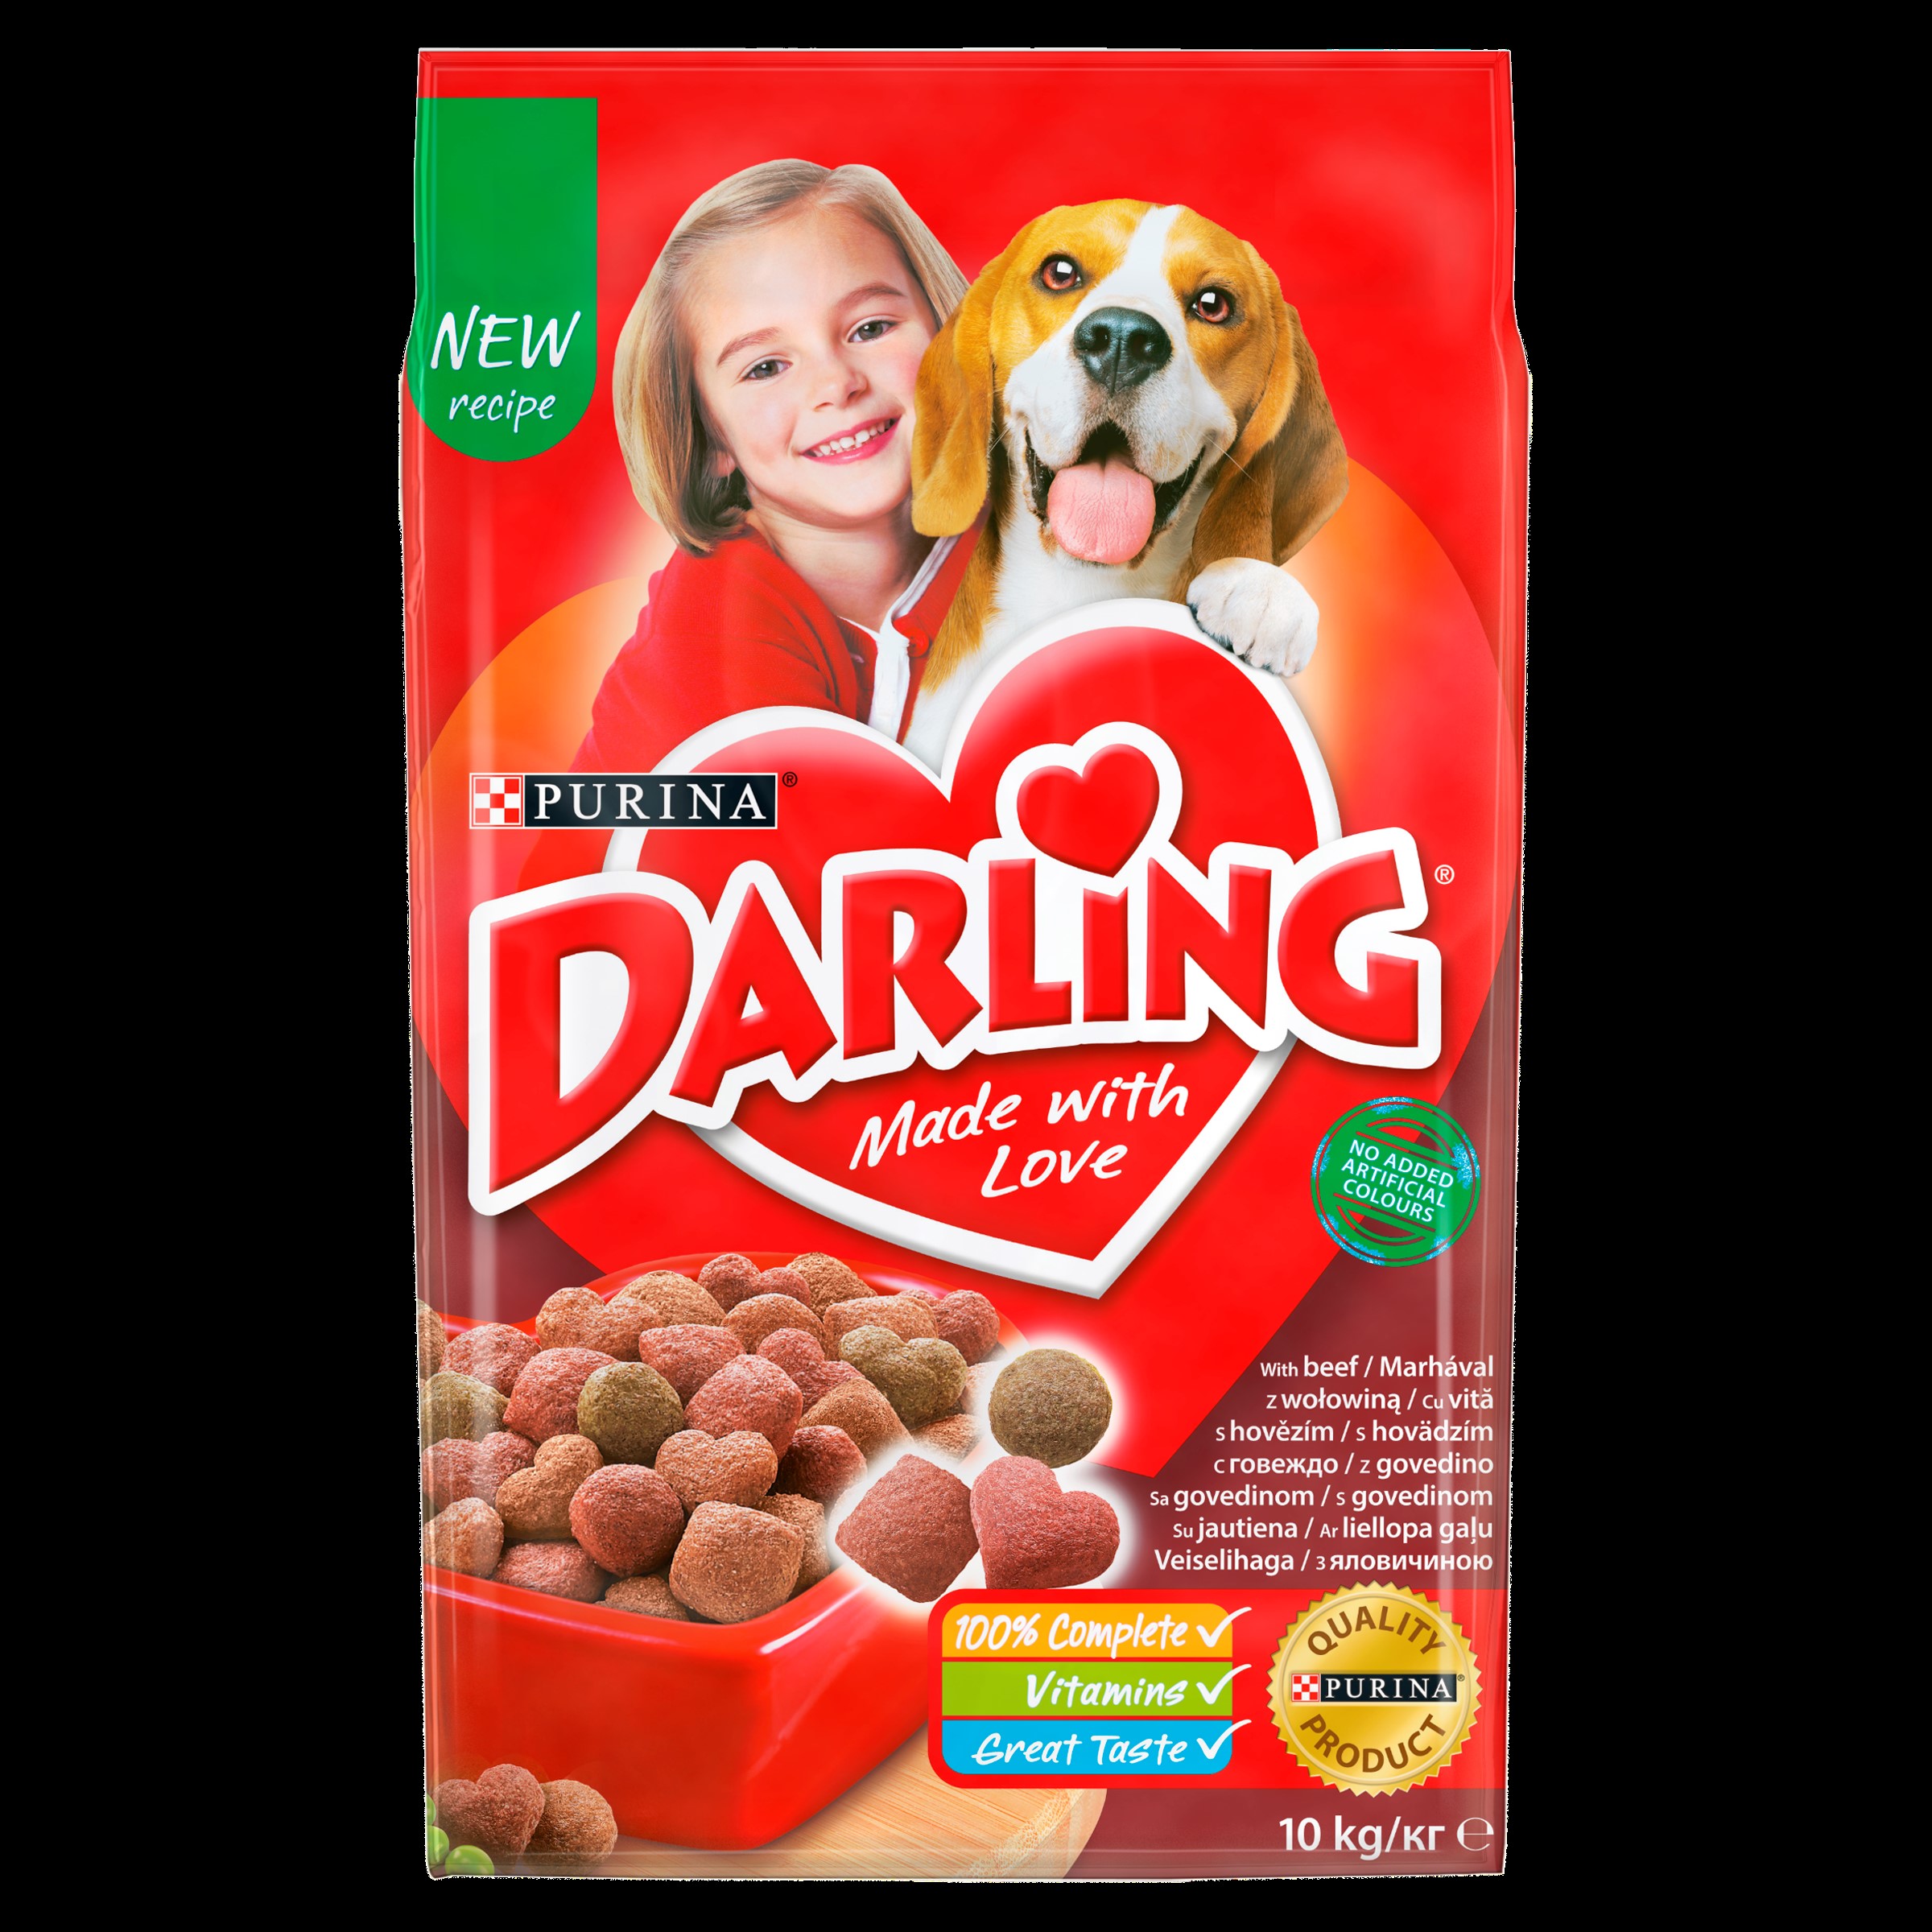 NEW
recipe
PURINA®
DARLiNG®
Made with
Love
NO ADDED
ARTIFICIAL
COLOURS
With beef / Marhával
z wołowiną / Cu vită
s hovězím / s hovädzím
с говеждо / z govedino
Sa govedinom / s govedinom
Su jautiena / Ar liellopa gaļu
Veiselihaga / з яловичиною
100% Complete ✓
Vitamins ✓
Great Taste ✓
QUALITY
PURINA®
PRODUCT
10 kg/кг ℮